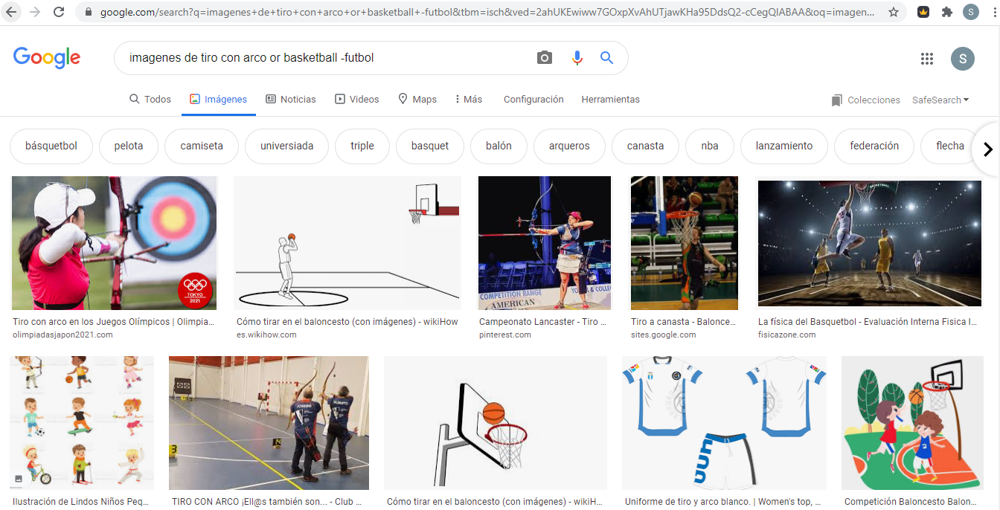 google.com/search?q=imagenes+de+tiro+con+arco+or+basketball+-futbol&tbm=isch&ved=2ahUKEwiww7GOxpXvAhUTjawKHa95DdsQ2-cCegQIABAA&oq=imagen...
S
Google
imagenes de tiro con arco or basketball -futbol
S
Todos
Imágenes
Noticias
Videos
Maps
Más
Configuración
Herramientas
Colecciones
SafeSearch
básquetbol
pelota
camiseta
universiada
triple
basquet
balón
arqueros
canasta
nba
lanzamiento
federación
flecha
TOKYO
2021
COMPETITION RANGE
AMERICAN
BASKETBALL
Tiro con arco en los Juegos Olímpicos | Olimpia...
olimpiadasjapon2021.com
Cómo tirar en el baloncesto (con imágenes) - wikiHow
es.wikihow.com
Campeonato Lancaster - Tiro ...
pinterest.com
Tiro a canasta - Balonce...
sites.google.com
La física del Basquetbol - Evaluación Interna Fisica I...
fisicazone.com
JOSEBA
3
2
Ilustración de Lindos Niños Peq...
TIRO CON ARCO ¡Ell@s también son... - Club ...
Cómo tirar en el baloncesto (con imágenes) - wikiH...
Uniforme de tiro y arco blanco. | Women's top, ...
Competición Baloncesto Balon...